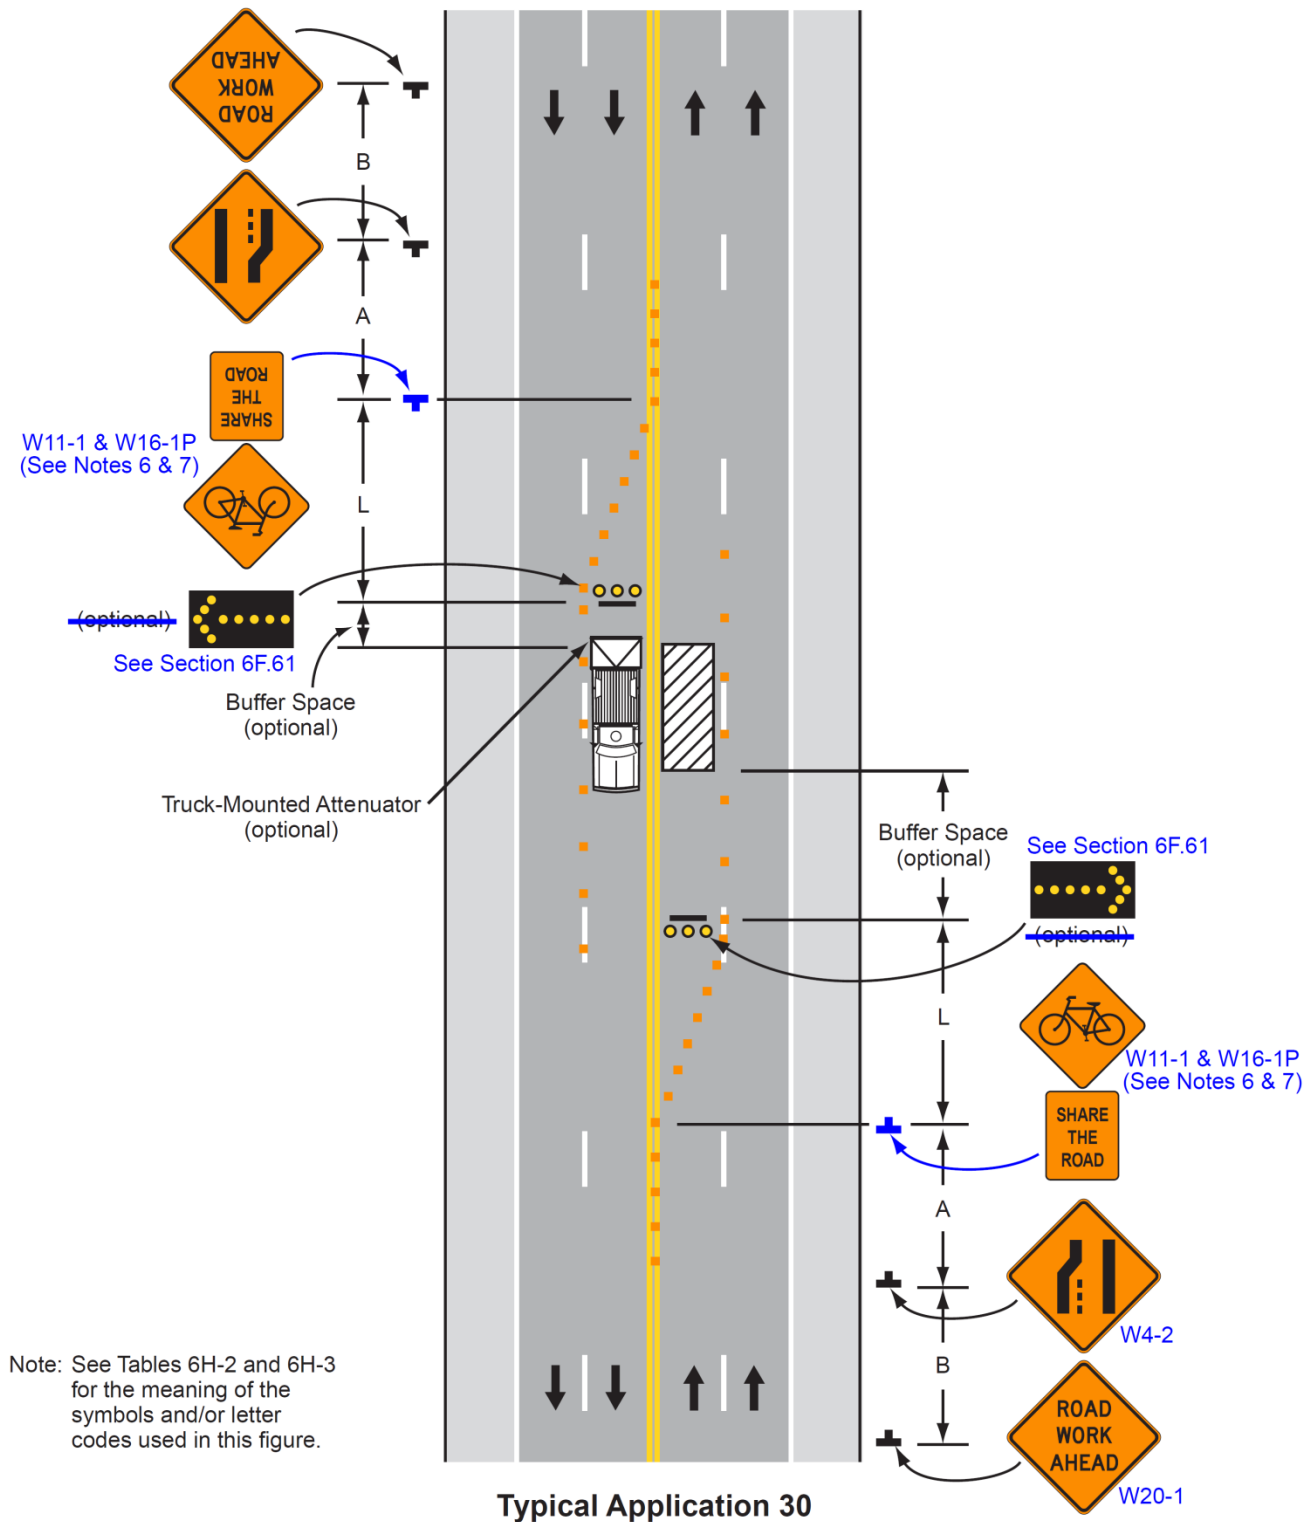 ROAD
WORK
AHEAD
B
A
SHARE
THE
ROAD
W11-1 & W16-1P
(See Notes 6 & 7)
L
(optional)
See Section 6F.61
Buffer Space
(optional)
Truck-Mounted Attenuator
(optional)
Buffer Space
(optional)
See Section 6F.61
(optional)
L
W11-1 & W16-1P
(See Notes 6 & 7)
SHARE
THE
ROAD
A
W4-2
B
ROAD
WORK
AHEAD
W20-1
Note: See Tables 6H-2 and 6H-3
for the meaning of the
symbols and/or letter
codes used in this figure.
Typical Application 30